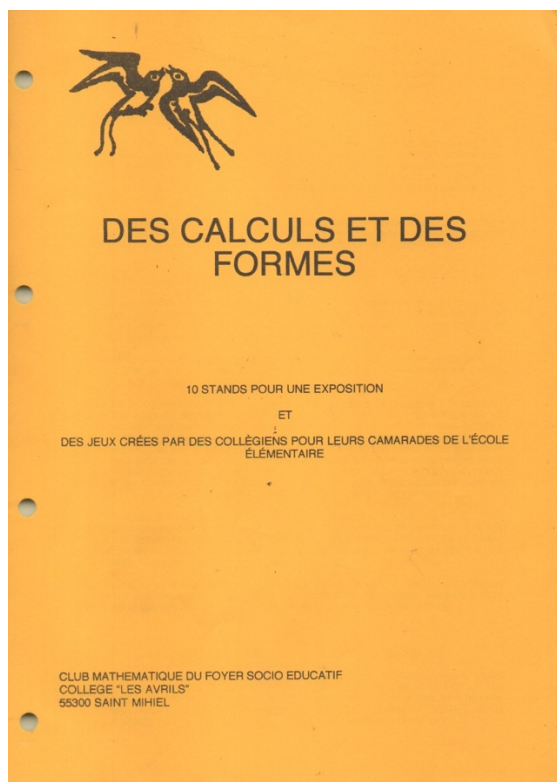 DES CALCULS ET DES
FORMES
10 STANDS POUR UNE EXPOSITION
ET
DES JEUX CRÉES PAR DES COLLÈGIENS POUR LEURS CAMARADES DE L'ÉCOLE
ÉLÉMENTAIRE
CLUB MATHEMATIQUE DU FOYER SOCIO EDUCATIF
COLLEGE "LES AVRILS"
55300 SAINT MIHIEL